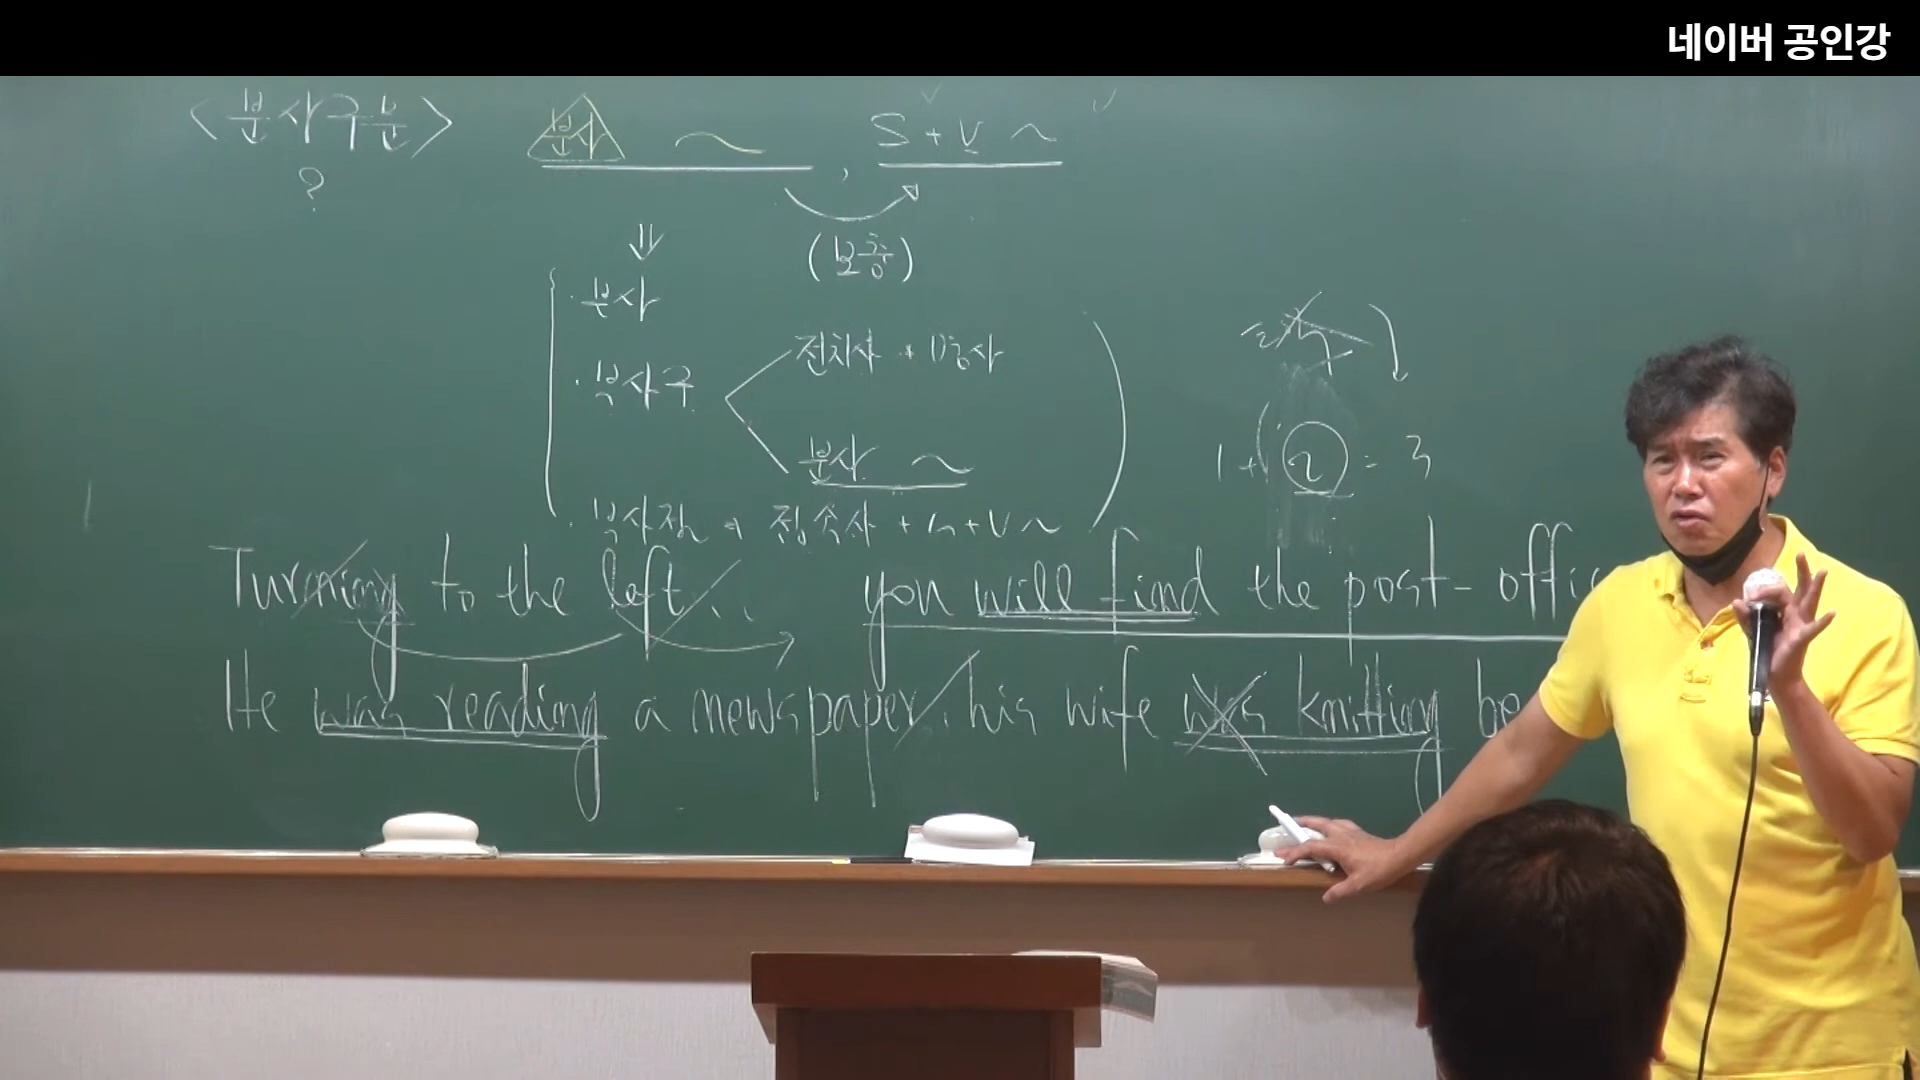 네이버 공인강
<분사구문>
?
분사 ~ , S + V ~
(보충)
· 분사
· 부사구
전치사 + 명사
분사 ~
· 부사절 → 접속사 + S + V ~
1 + ( 2 = 3
Turning to the left, you will find the post-offic
He was reading a newspaper, his wife was knitting be